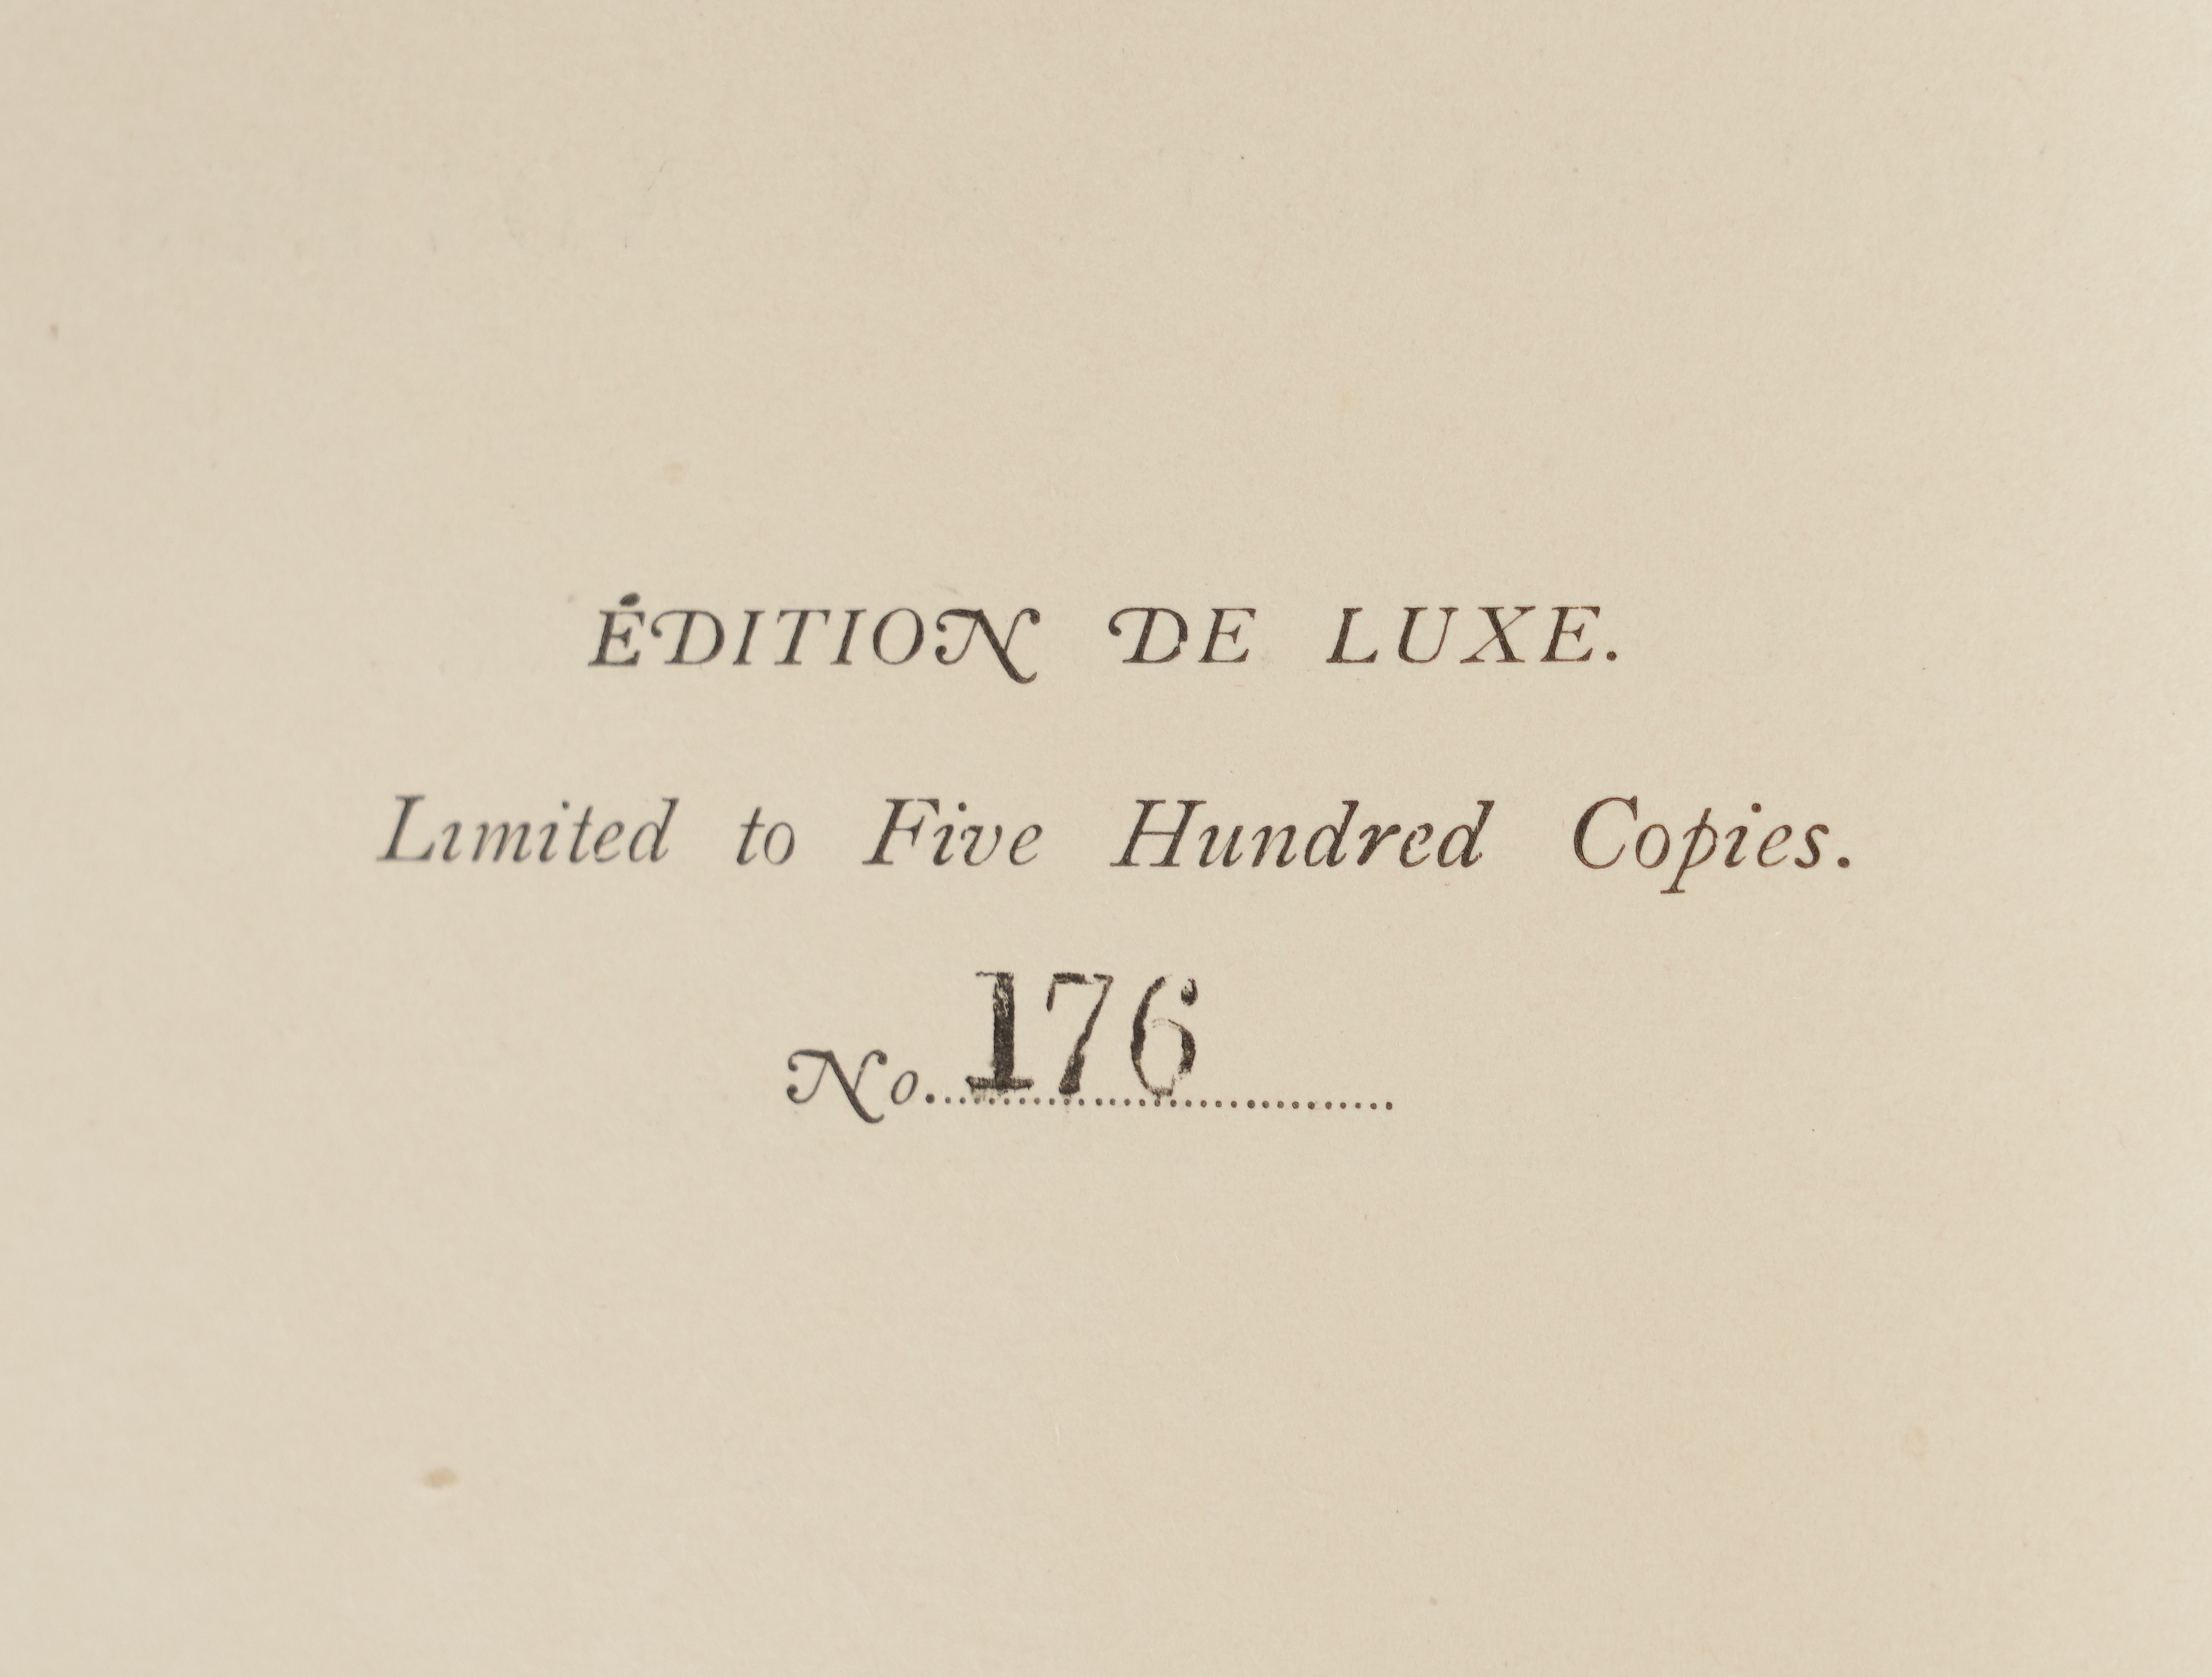 ÉDITION DE LUXE.
Limited to Five Hundred Copies.
No. 176